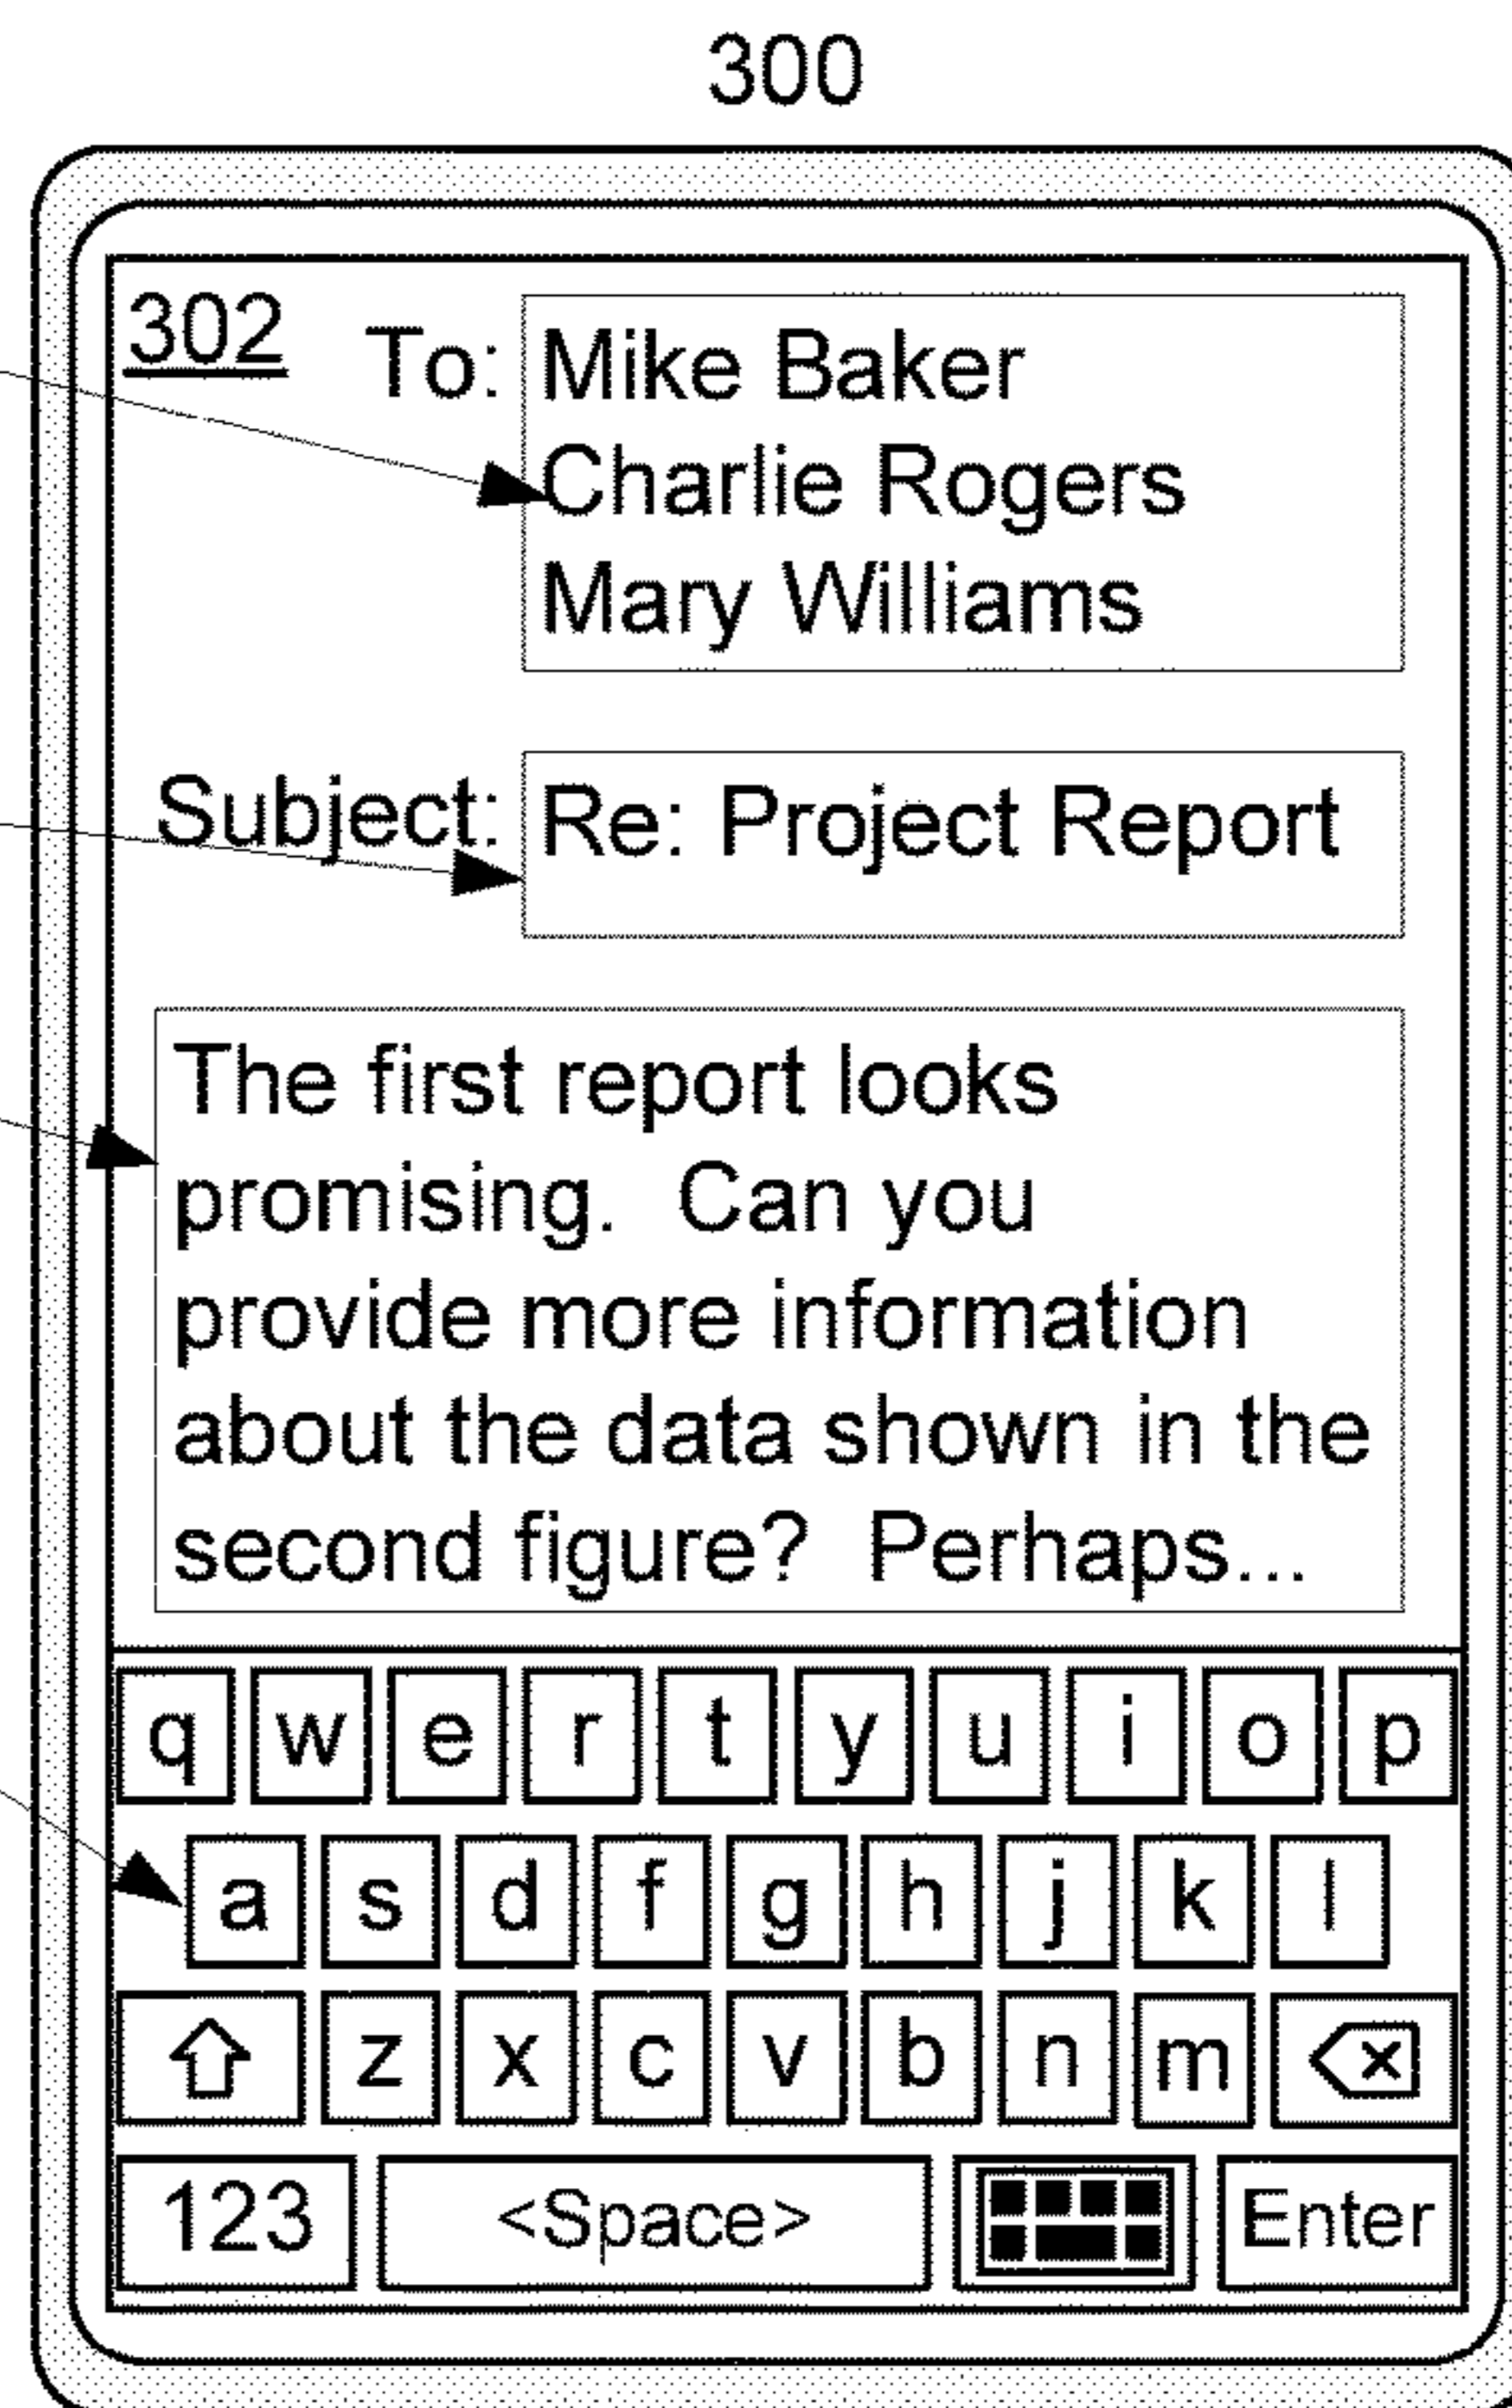 300
302 To: Mike Baker
Charlie Rogers
Mary Williams
Subject: Re: Project Report
The first report looks
promising.  Can you
provide more information
about the data shown in the
second figure?  Perhaps...
q w e r t y u i o p
a s d f g h j k l
z x c v b n m
123 <Space> Enter